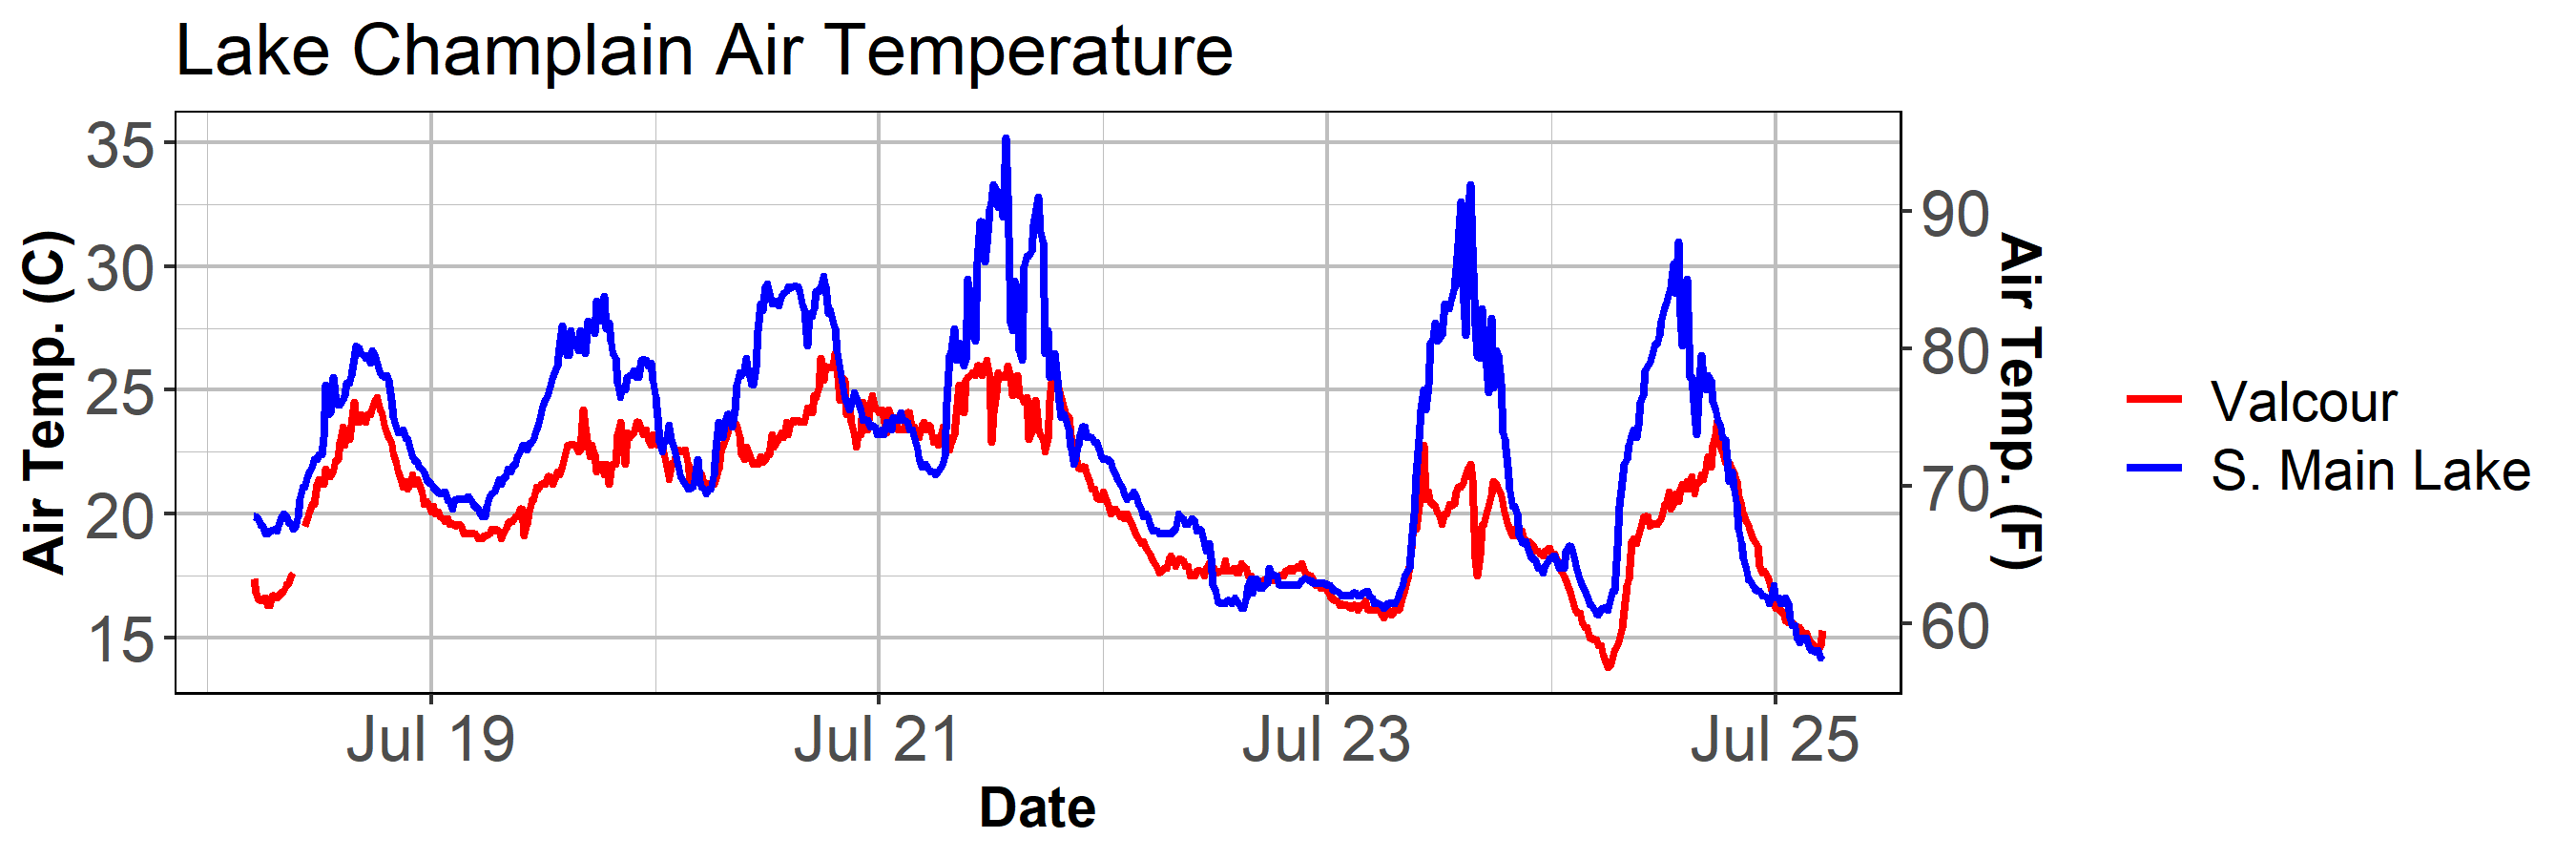 Lake Champlain Air Temperature
Air Temp. (C)
35
30
25
20
15
90
80
70
60
Air Temp. (F)
Jul 19
Jul 21
Jul 23
Jul 25
Date
Valcour
S. Main Lake